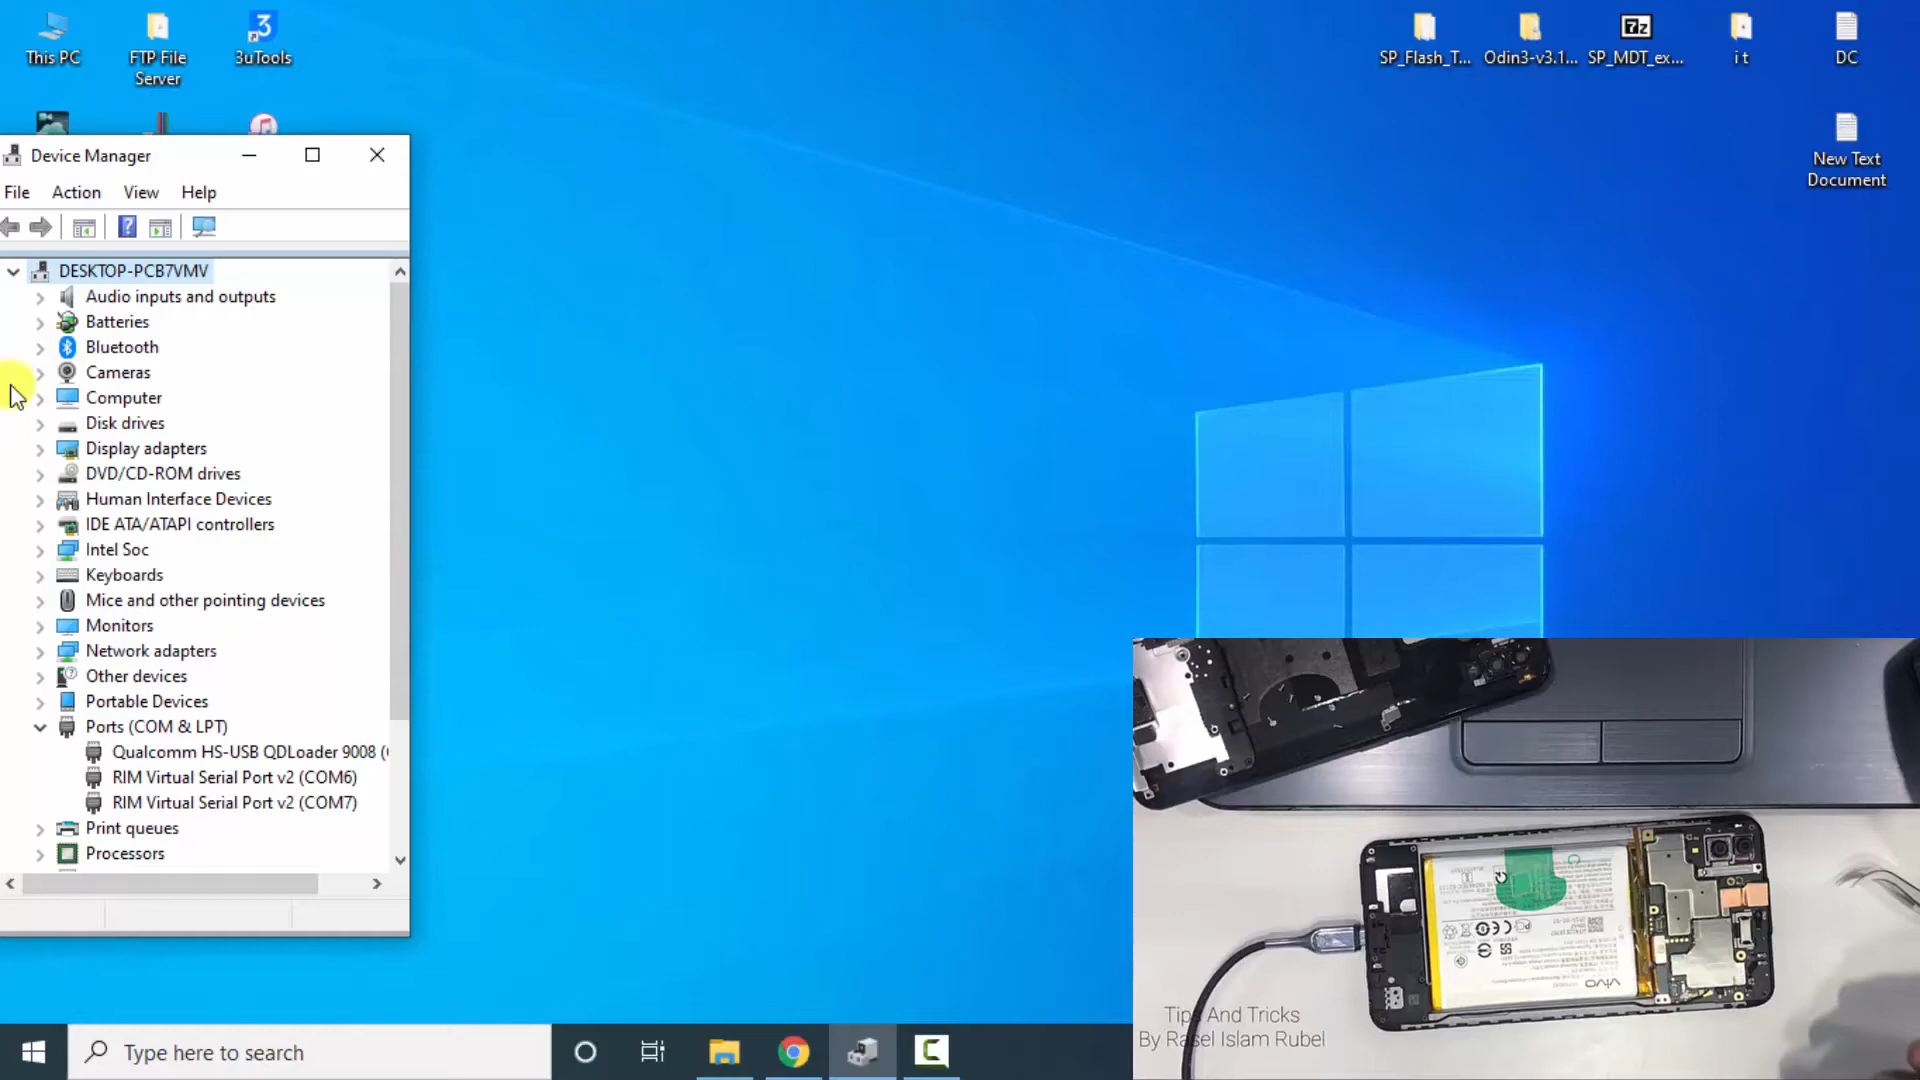 This PC
FTP File
Server
3uTools
SP_Flash_T...
Odin3-v3.1...
SP_MDT_ex...
i t
DC
New Text
Document
Device Manager
File Action View Help
DESKTOP-PCB7VMV
Audio inputs and outputs
Batteries
Bluetooth
Cameras
Computer
Disk drives
Display adapters
DVD/CD-ROM drives
Human Interface Devices
IDE ATA/ATAPI controllers
Intel Soc
Keyboards
Mice and other pointing devices
Monitors
Network adapters
Other devices
Portable Devices
Ports (COM & LPT)
Qualcomm HS-USB QDLoader 9008 (
RIM Virtual Serial Port v2 (COM6)
RIM Virtual Serial Port v2 (COM7)
Print queues
Processors
vivo
Tips And Tricks
By Rasel Islam Rubel
Type here to search